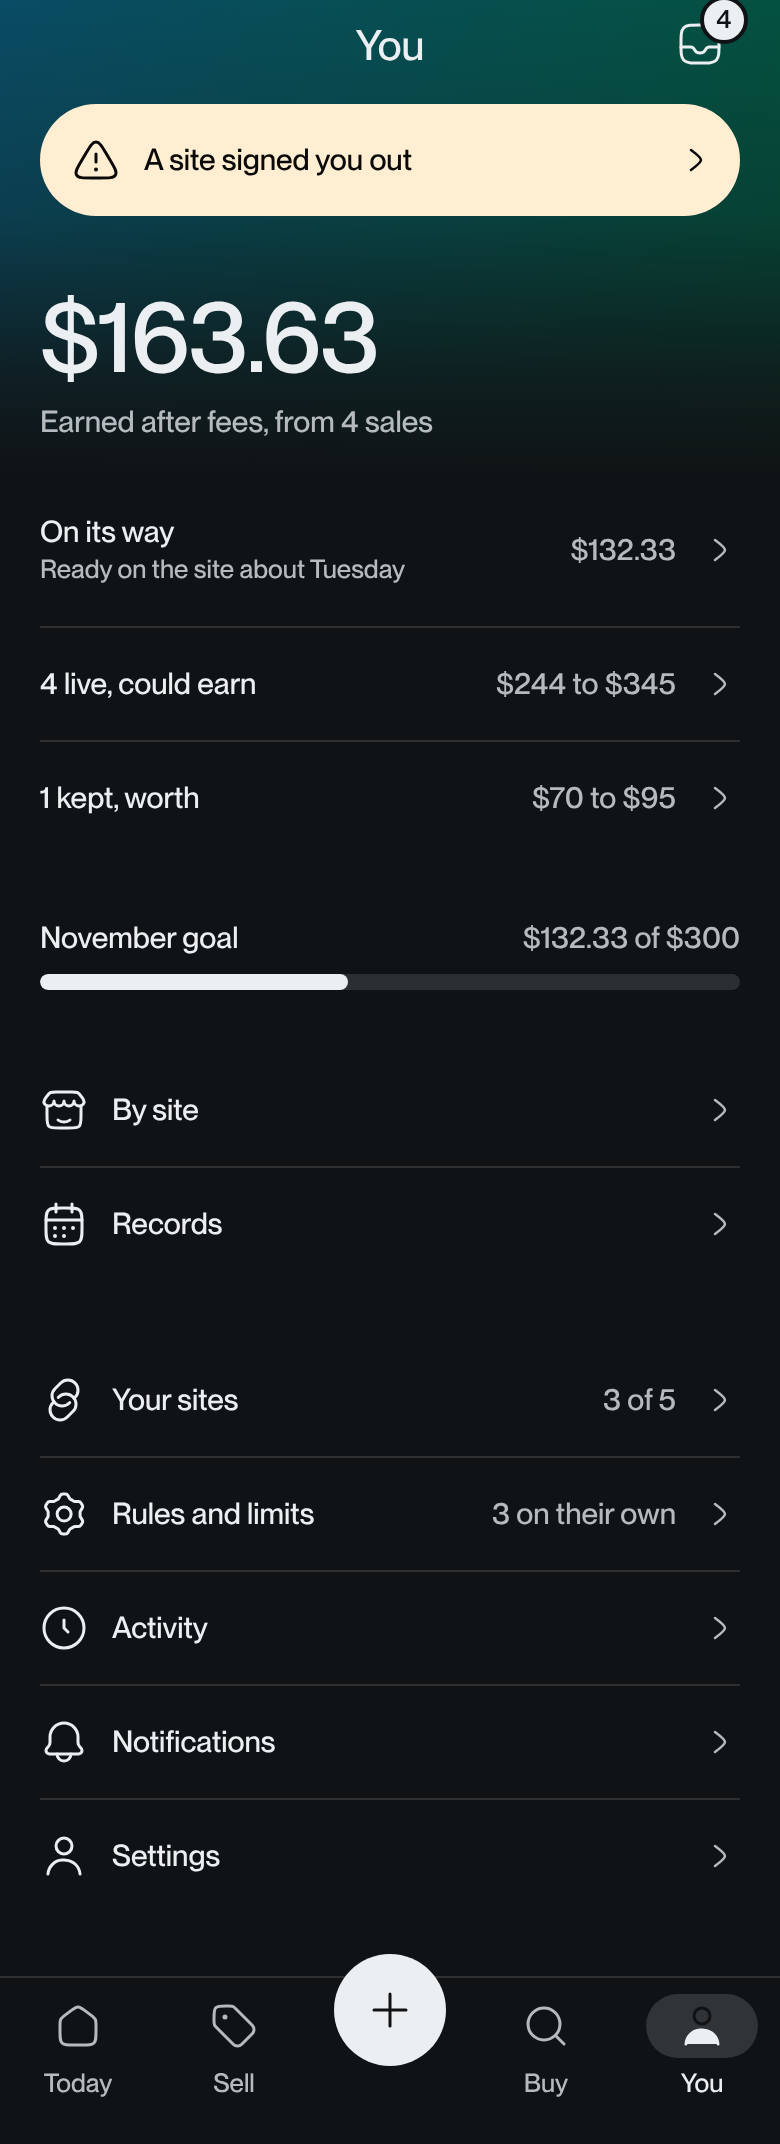 You
4
A site signed you out
$163.63
Earned after fees, from 4 sales
On its way
Ready on the site about Tuesday
$132.33
4 live, could earn
$244 to $345
1 kept, worth
$70 to $95
November goal
$132.33 of $300
By site
Records
Your sites
3 of 5
Rules and limits
3 on their own
Activity
Notifications
Settings
Today
Sell
Buy
You